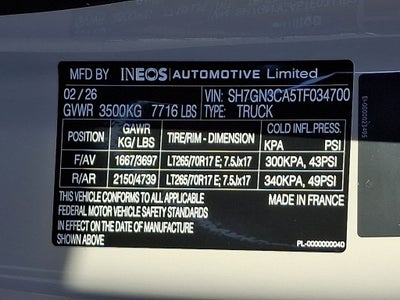 MFD BY INEOS AUTOMOTIVE Limited
02 / 26 VIN: SH7GN3CA5TF034700
GVWR 3500KG 7716 LBS TYPE: TRUCK
POSITION GAWR KG/ LBS TIRE/RIM - DIMENSION COLD INFL.PRESS. KPA PSI
F/AV 1667/3697 LT265/70R17 E; 7.5Jx17 300KPA, 43PSI
R/AR 2150/4739 LT265/70R17 E; 7.5Jx17 340KPA, 49PSI
THIS VEHICLE CONFORMS TO ALL APPLICABLE MADE IN FRANCE
FEDERAL MOTOR VEHICLE SAFETY STANDARDS
IN EFFECT ON THE DATE OF MANUFACTURE
SHOWN ABOVE PL-0000000040